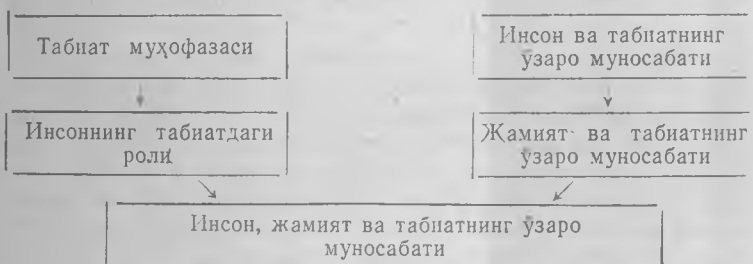 Табиат муҳофазаси
Инсон ва табиатнинг
ўзаро муносабати
Инсоннинг табиатдаги
роли
Жамият ва табиатнинг
ўзаро муносабати
Инсон, жамият ва табиатнинг ўзаро
муносабати